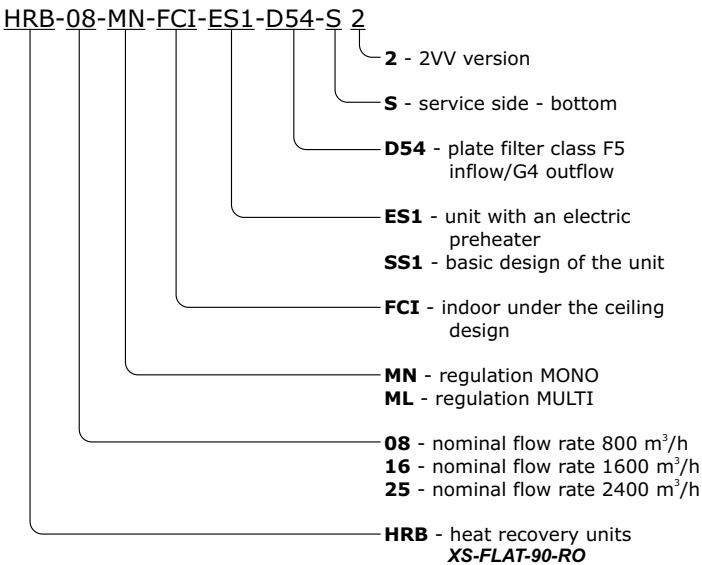 HRB-08-MN-FCI-ES1-D54-S 2
2 - 2VV version
S - service side - bottom
D54 - plate filter class F5
inflow/G4 outflow
ES1 - unit with an electric
preheater
SS1 - basic design of the unit
FCI - indoor under the ceiling
design
MN - regulation MONO
ML - regulation MULTI
08 - nominal flow rate 800 m³/h
16 - nominal flow rate 1600 m³/h
25 - nominal flow rate 2400 m³/h
HRB - heat recovery units
XS-FLAT-90-RO